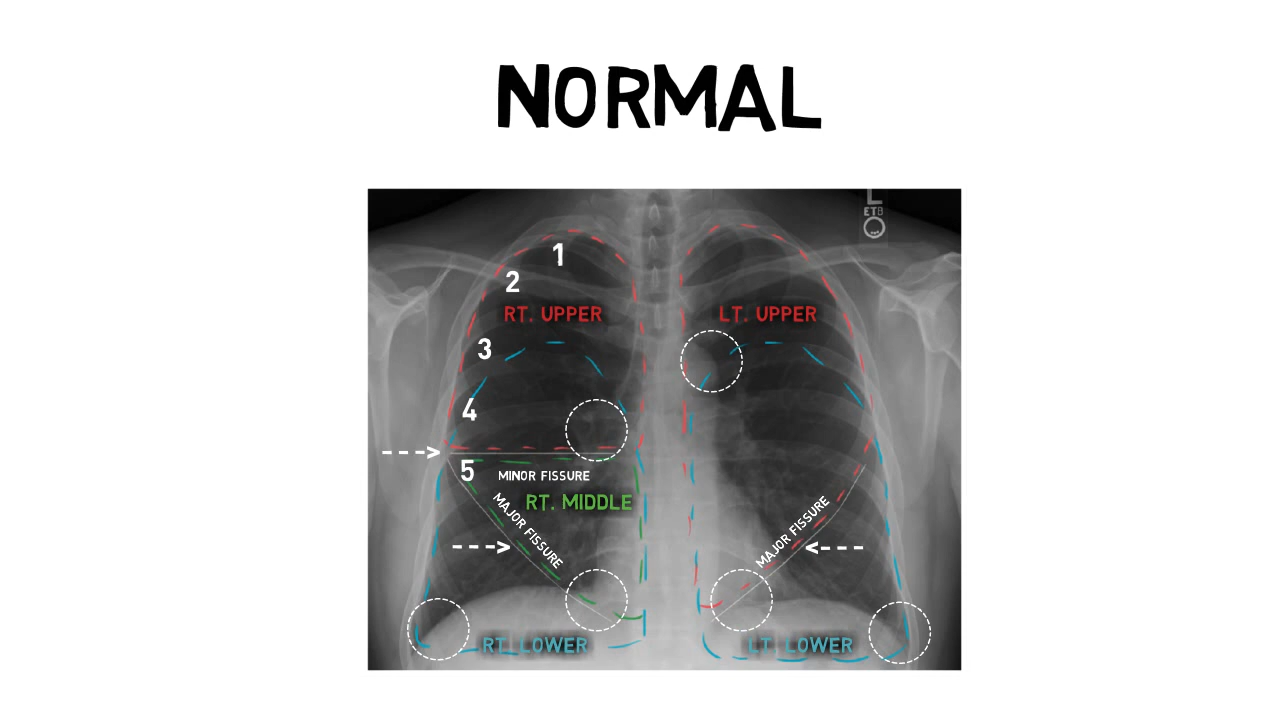 NORMAL
L
ETB
1
2
RT. UPPER
LT. UPPER
3
4
5
MINOR FISSURE
RT. MIDDLE
MAJOR FISSURE
MAJOR FISSURE
RT. LOWER
LT. LOWER